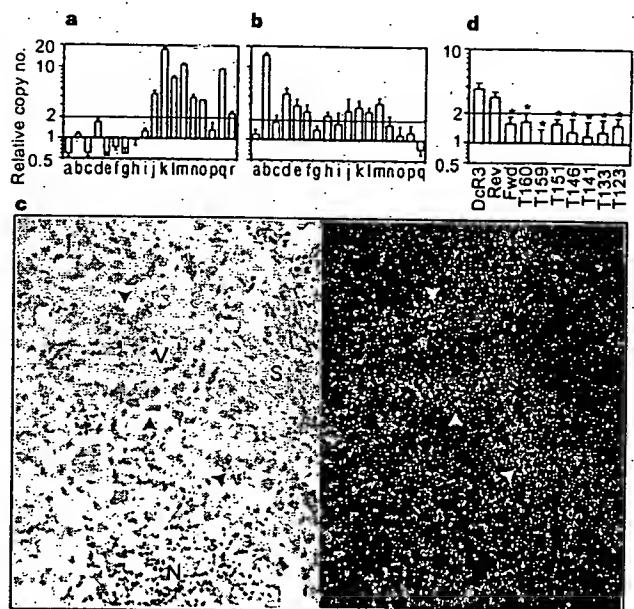 a b d
Relative copy no.
20
10
2
1
0.5
abcdefghijklmnopqr
abcdefghijklmnopq
10
2
1
0.5
DcR3
Rev
Fwd
T160
T159
T151
T146
T141
T133
T123
* * * * * * * *
c
V
S
N